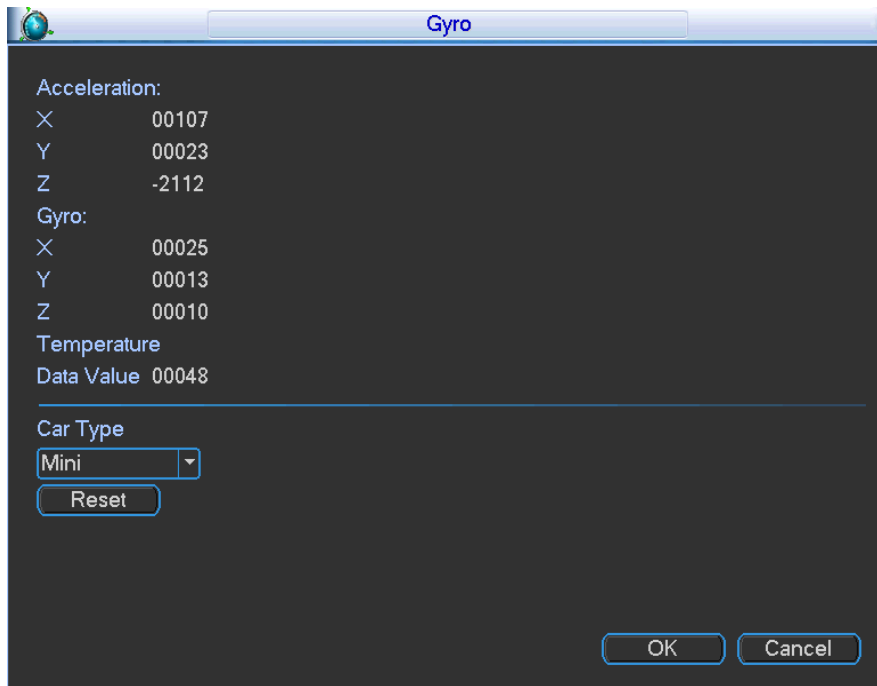 Gyro
Acceleration:
X 00107
Y 00023
Z -2112
Gyro:
X 00025
Y 00013
Z 00010
Temperature
Data Value 00048
Car Type
Mini
Reset
OK Cancel